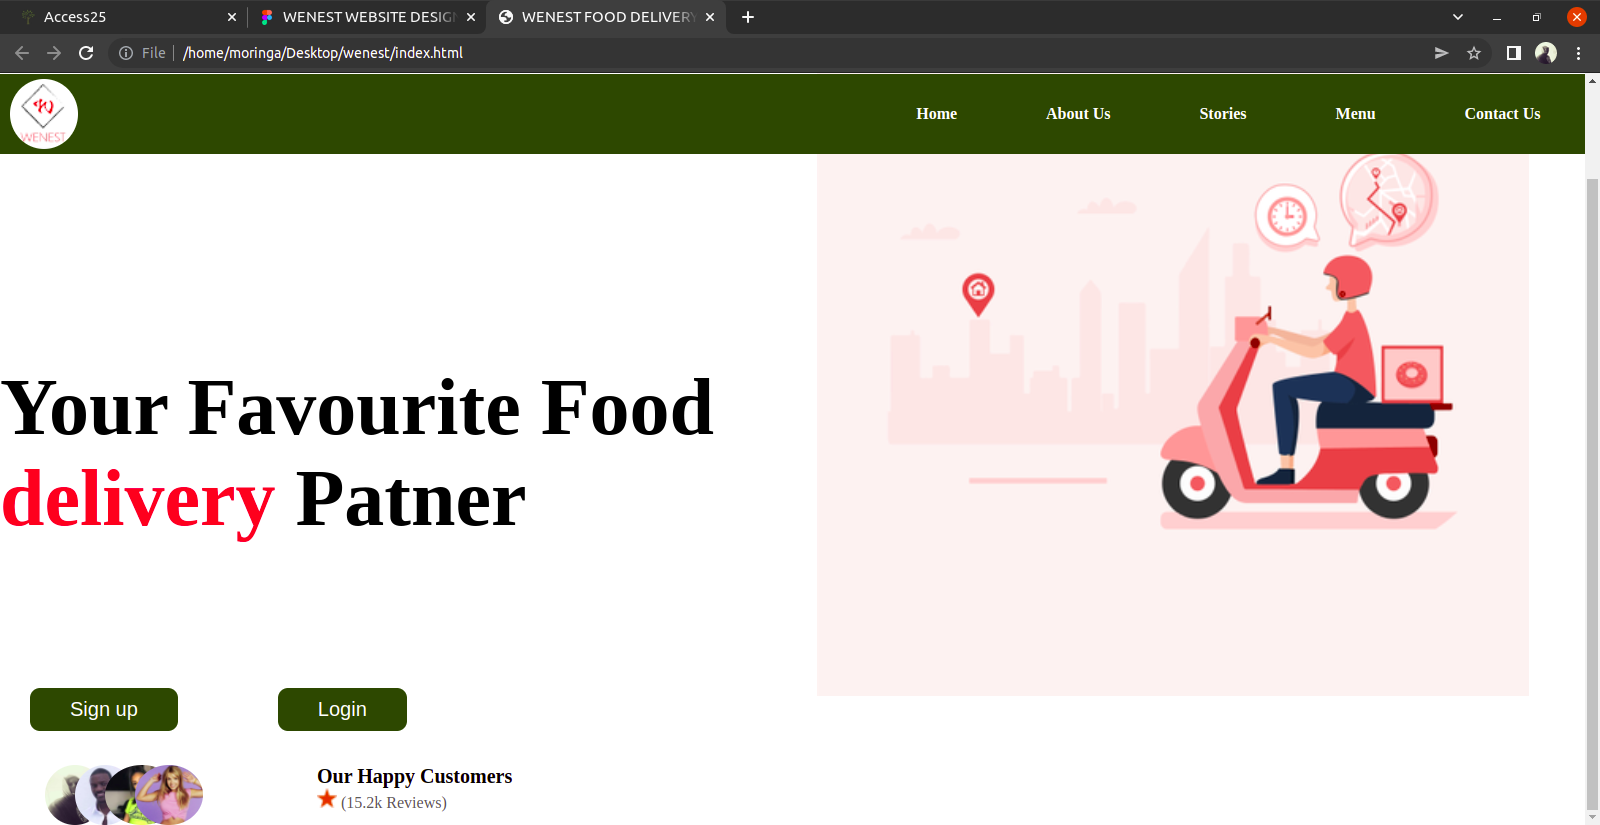 Access25
WENEST WEBSITE DESIG
WENEST FOOD DELIVERY
File
/home/moringa/Desktop/wenest/index.html
WENEST
Home
About Us
Stories
Menu
Contact Us
Your Favourite Food
delivery Patner
Sign up
Login
Our Happy Customers
(15.2k Reviews)